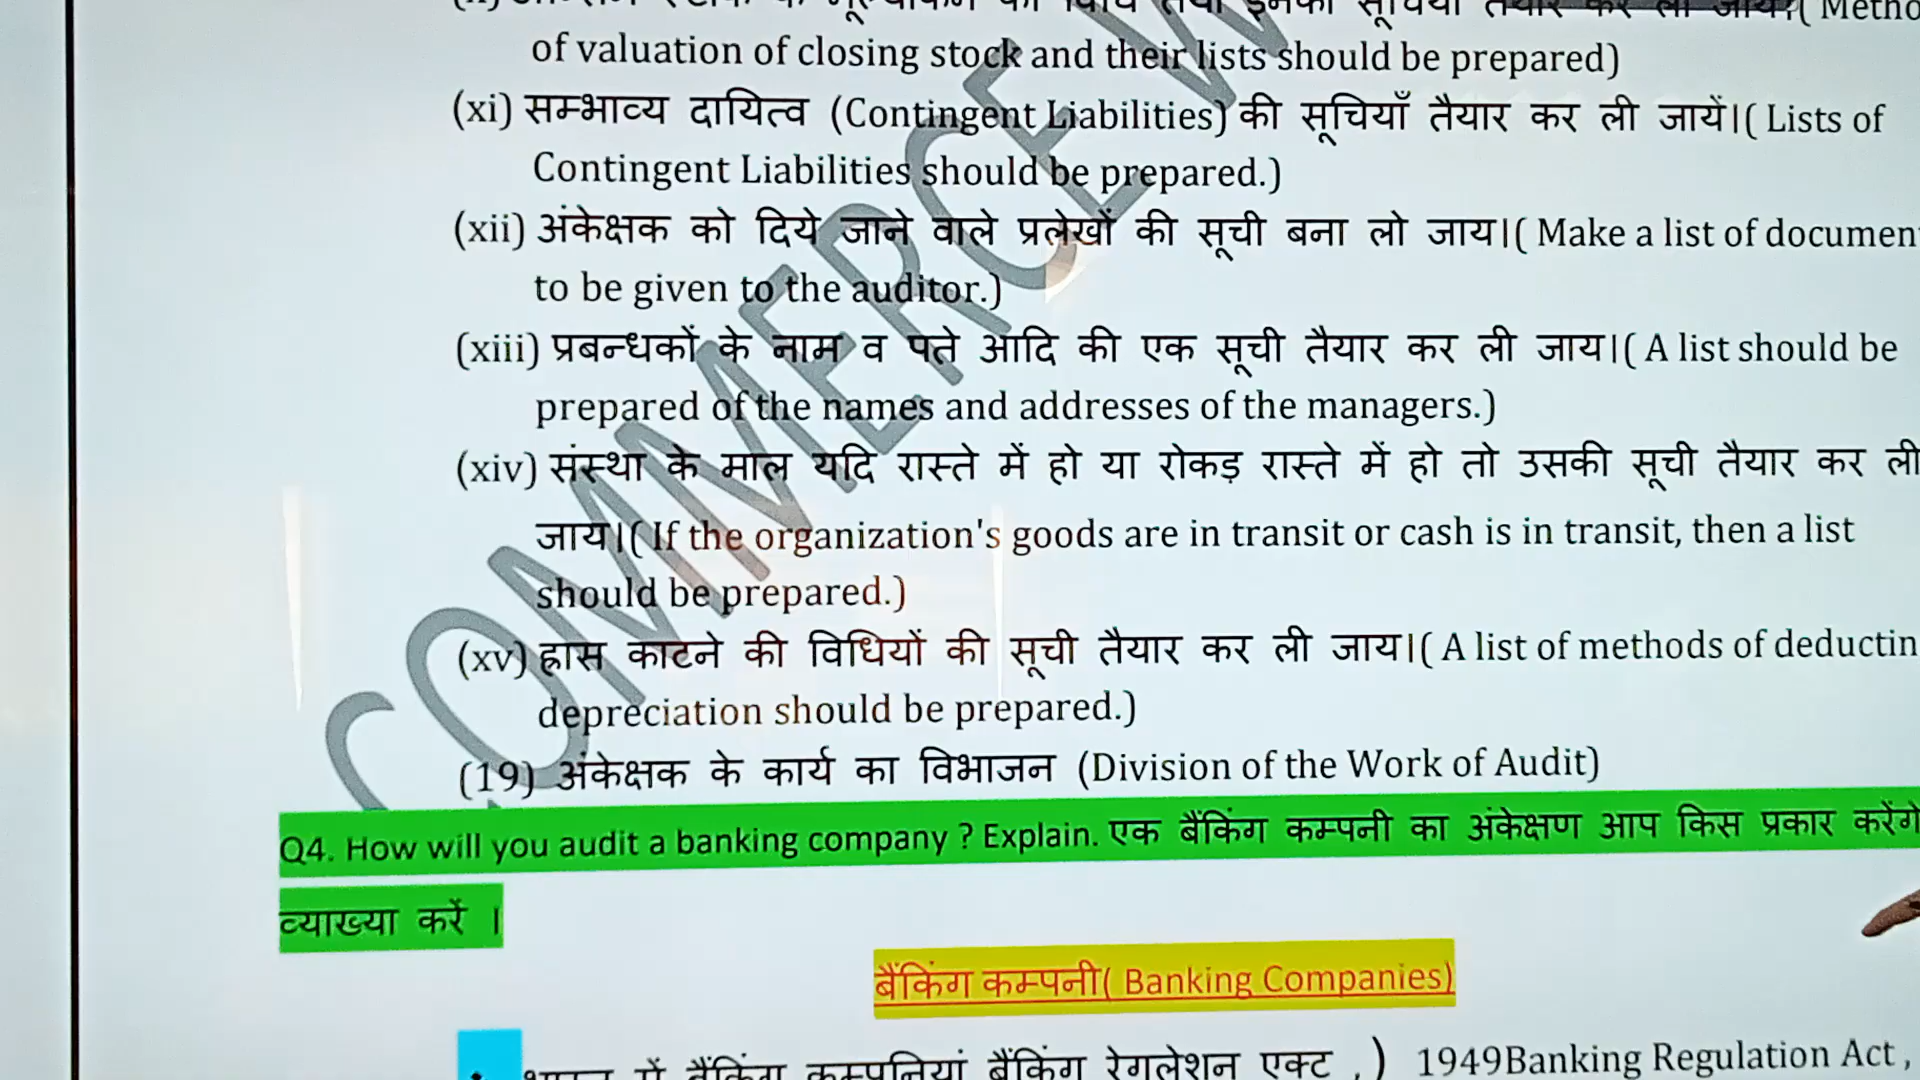 of valuation of closing stock and their lists should be prepared)
(xi) सम्भाव्य दायित्व (Contingent Liabilities) की सूचियाँ तैयार कर ली जायें।( Lists of
Contingent Liabilities should be prepared.)
(xii) अंकेक्षक को दिये जाने वाले प्रलेखों की सूची बना लो जाय।( Make a list of
to be given to the auditor.)
(xiii) प्रबन्धकों के नाम व पते आदि की एक सूची तैयार कर ली जाय।( A list should be
prepared of the names and addresses of the managers.)
(xiv) संस्था के माल यदि रास्ते में हो या रोकड़ रास्ते में हो तो उसकी सूची तैयार कर ली
जाय।( If the organization's goods are in transit or cash is in transit, then a list
should be prepared.)
(xv) ह्रास काटने की विधियों की सूची तैयार कर ली जाय।( A list of methods of
depreciation should be prepared.)
(19) अंकेक्षक के कार्य का विभाजन (Division of the Work of Audit)
Q4. How will you audit a banking company ? Explain. एक बैंकिंग कम्पनी का अंकेक्षण आप किस प्रकार करेंगे
व्याख्या करें ।
बैंकिंग कम्पनी( Banking Companies)
में बैंकिंग कम्पनियां बैंकिंग रेगुलेशन एक्ट ,) 1949Banking Regulation Act ,
COMMERCE